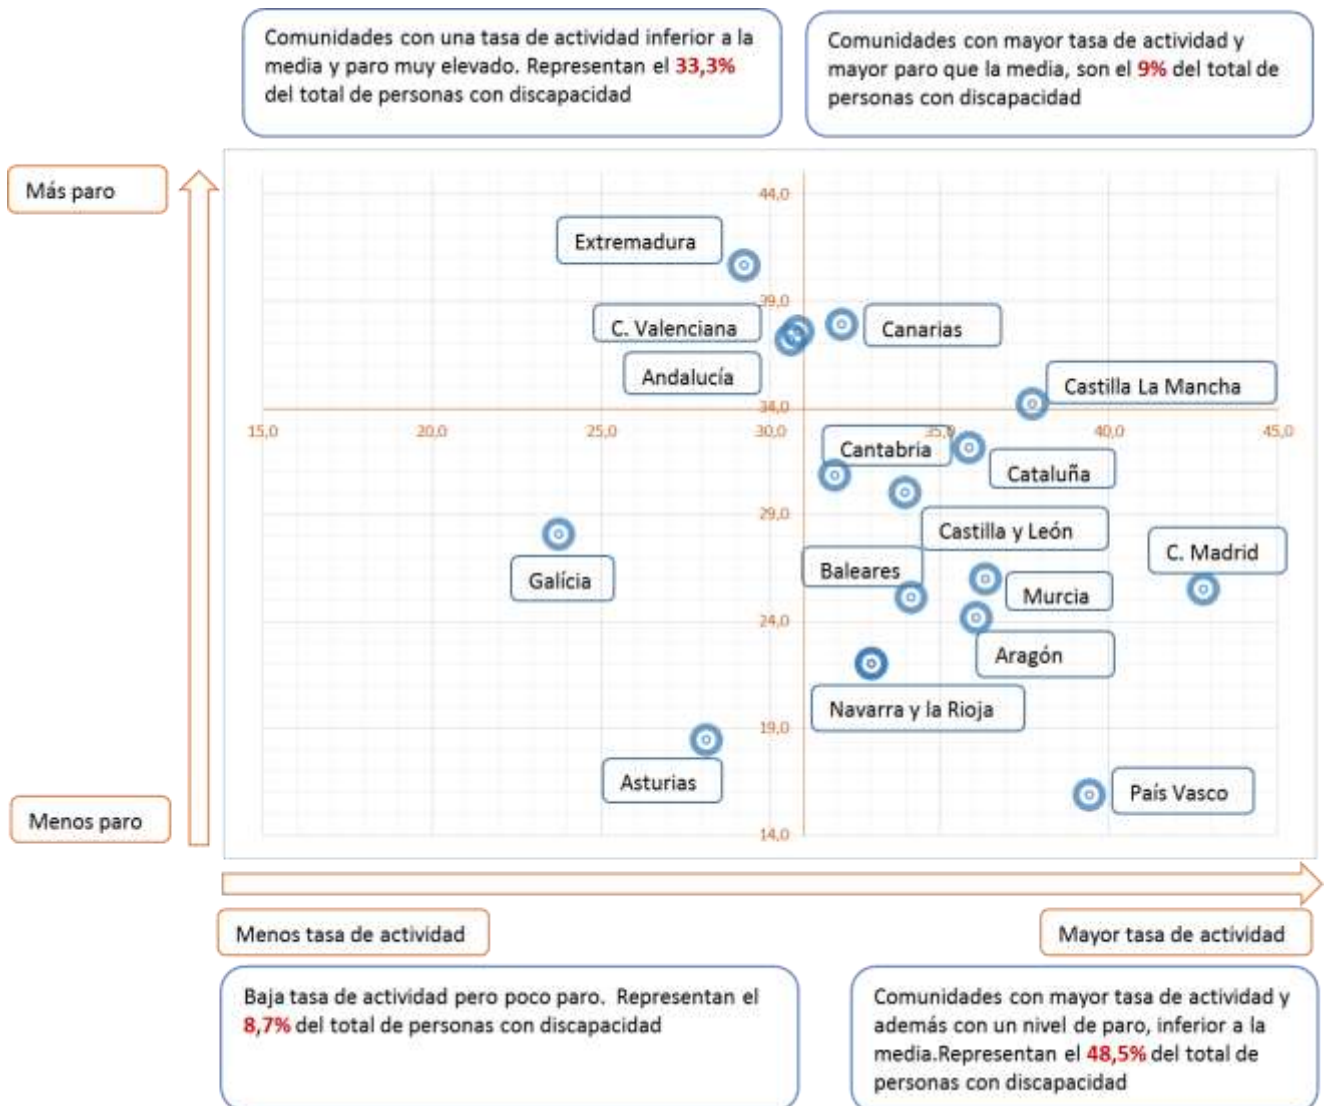 Comunidades con una tasa de actividad inferior a la
media y paro muy elevado. Representan el 33,3%
del total de personas con discapacidad
Comunidades con mayor tasa de actividad y
mayor paro que la media, son el 9% del total de
personas con discapacidad
Más paro
44,0
Extremadura
39,0
C. Valenciana
Canarias
Andalucía
Castilla La Mancha
34,0
15,0
20,0
25,0
30,0
35,0
40,0
45,0
Cantabria
Cataluña
29,0
Castilla y León
C. Madrid
Baleares
Galícia
Murcia
24,0
Aragón
Navarra y la Rioja
19,0
Asturias
País Vasco
Menos paro
14,0
Menos tasa de actividad
Mayor tasa de actividad
Baja tasa de actividad pero poco paro. Representan el
8,7% del total de personas con discapacidad
Comunidades con mayor tasa de actividad y
además con un nivel de paro, inferior a la
media.Representan el 48,5% del total de
personas con discapacidad